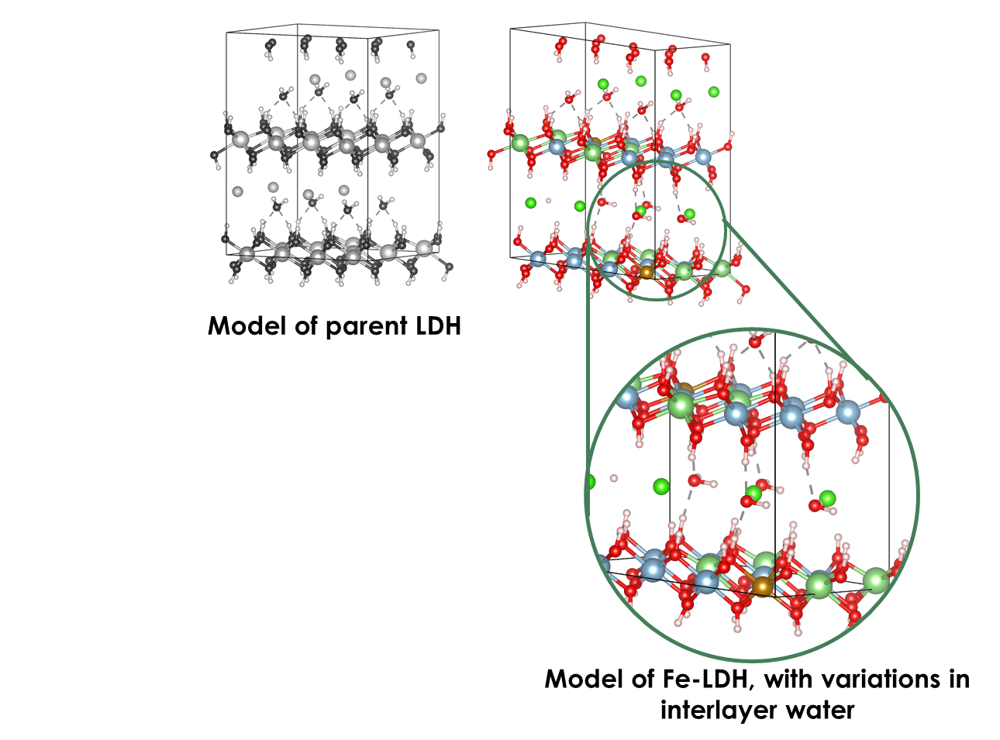 Model of parent LDH
Model of Fe-LDH, with variations in
interlayer water